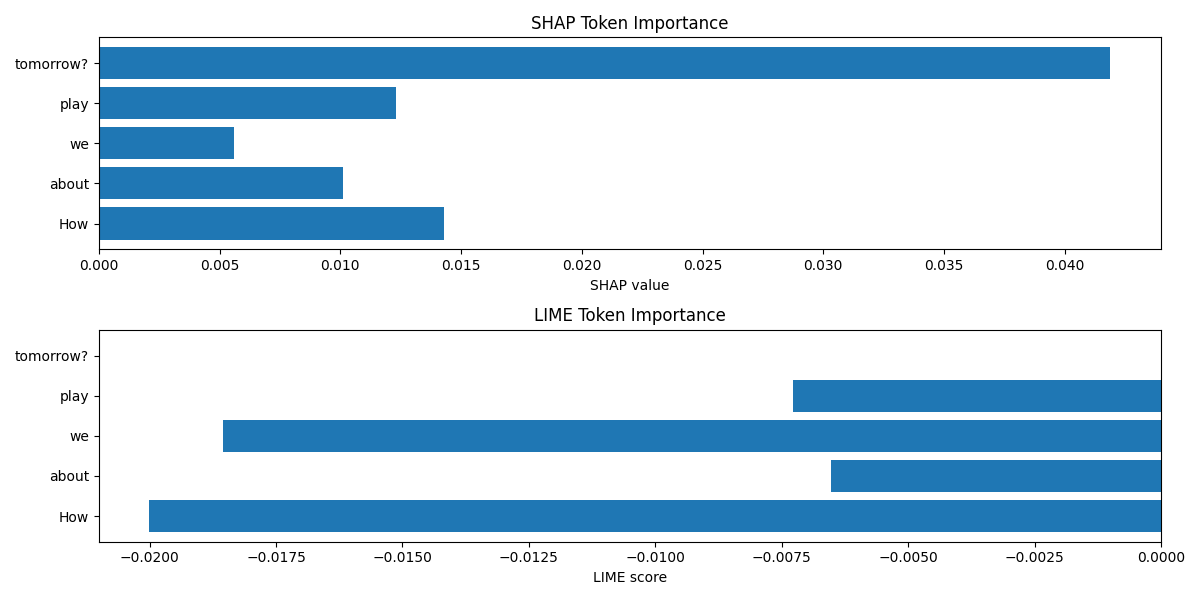 SHAP Token Importance
tomorrow?
play
we
about
How
0.000 0.005 0.010 0.015 0.020 0.025 0.030 0.035 0.040
SHAP value
LIME Token Importance
tomorrow?
play
we
about
How
−0.0200 −0.0175 −0.0150 −0.0125 −0.0100 −0.0075 −0.0050 −0.0025 0.0000
LIME score